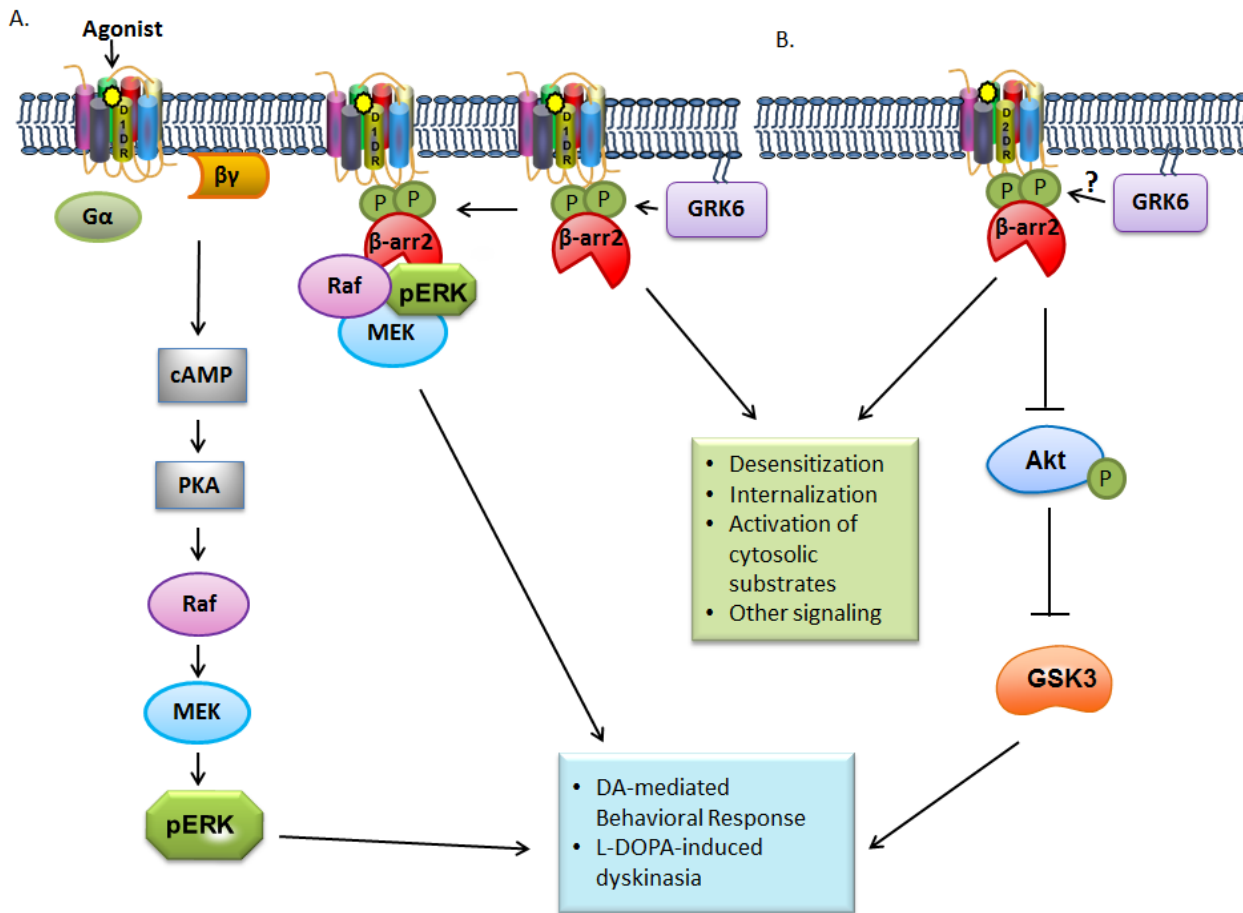 A.
Agonist
B.
D1DR
D1DR
D1DR
D2DR
βγ
Gα
P P
P P
GRK6
P P
?
GRK6
β-arr2
β-arr2
β-arr2
Raf
pERK
MEK
cAMP
PKA
Raf
MEK
pERK
• Desensitization
• Internalization
• Activation of
cytosolic
substrates
• Other signaling
Akt
P
GSK3
• DA-mediated
Behavioral Response
• L-DOPA-induced
dyskinasia